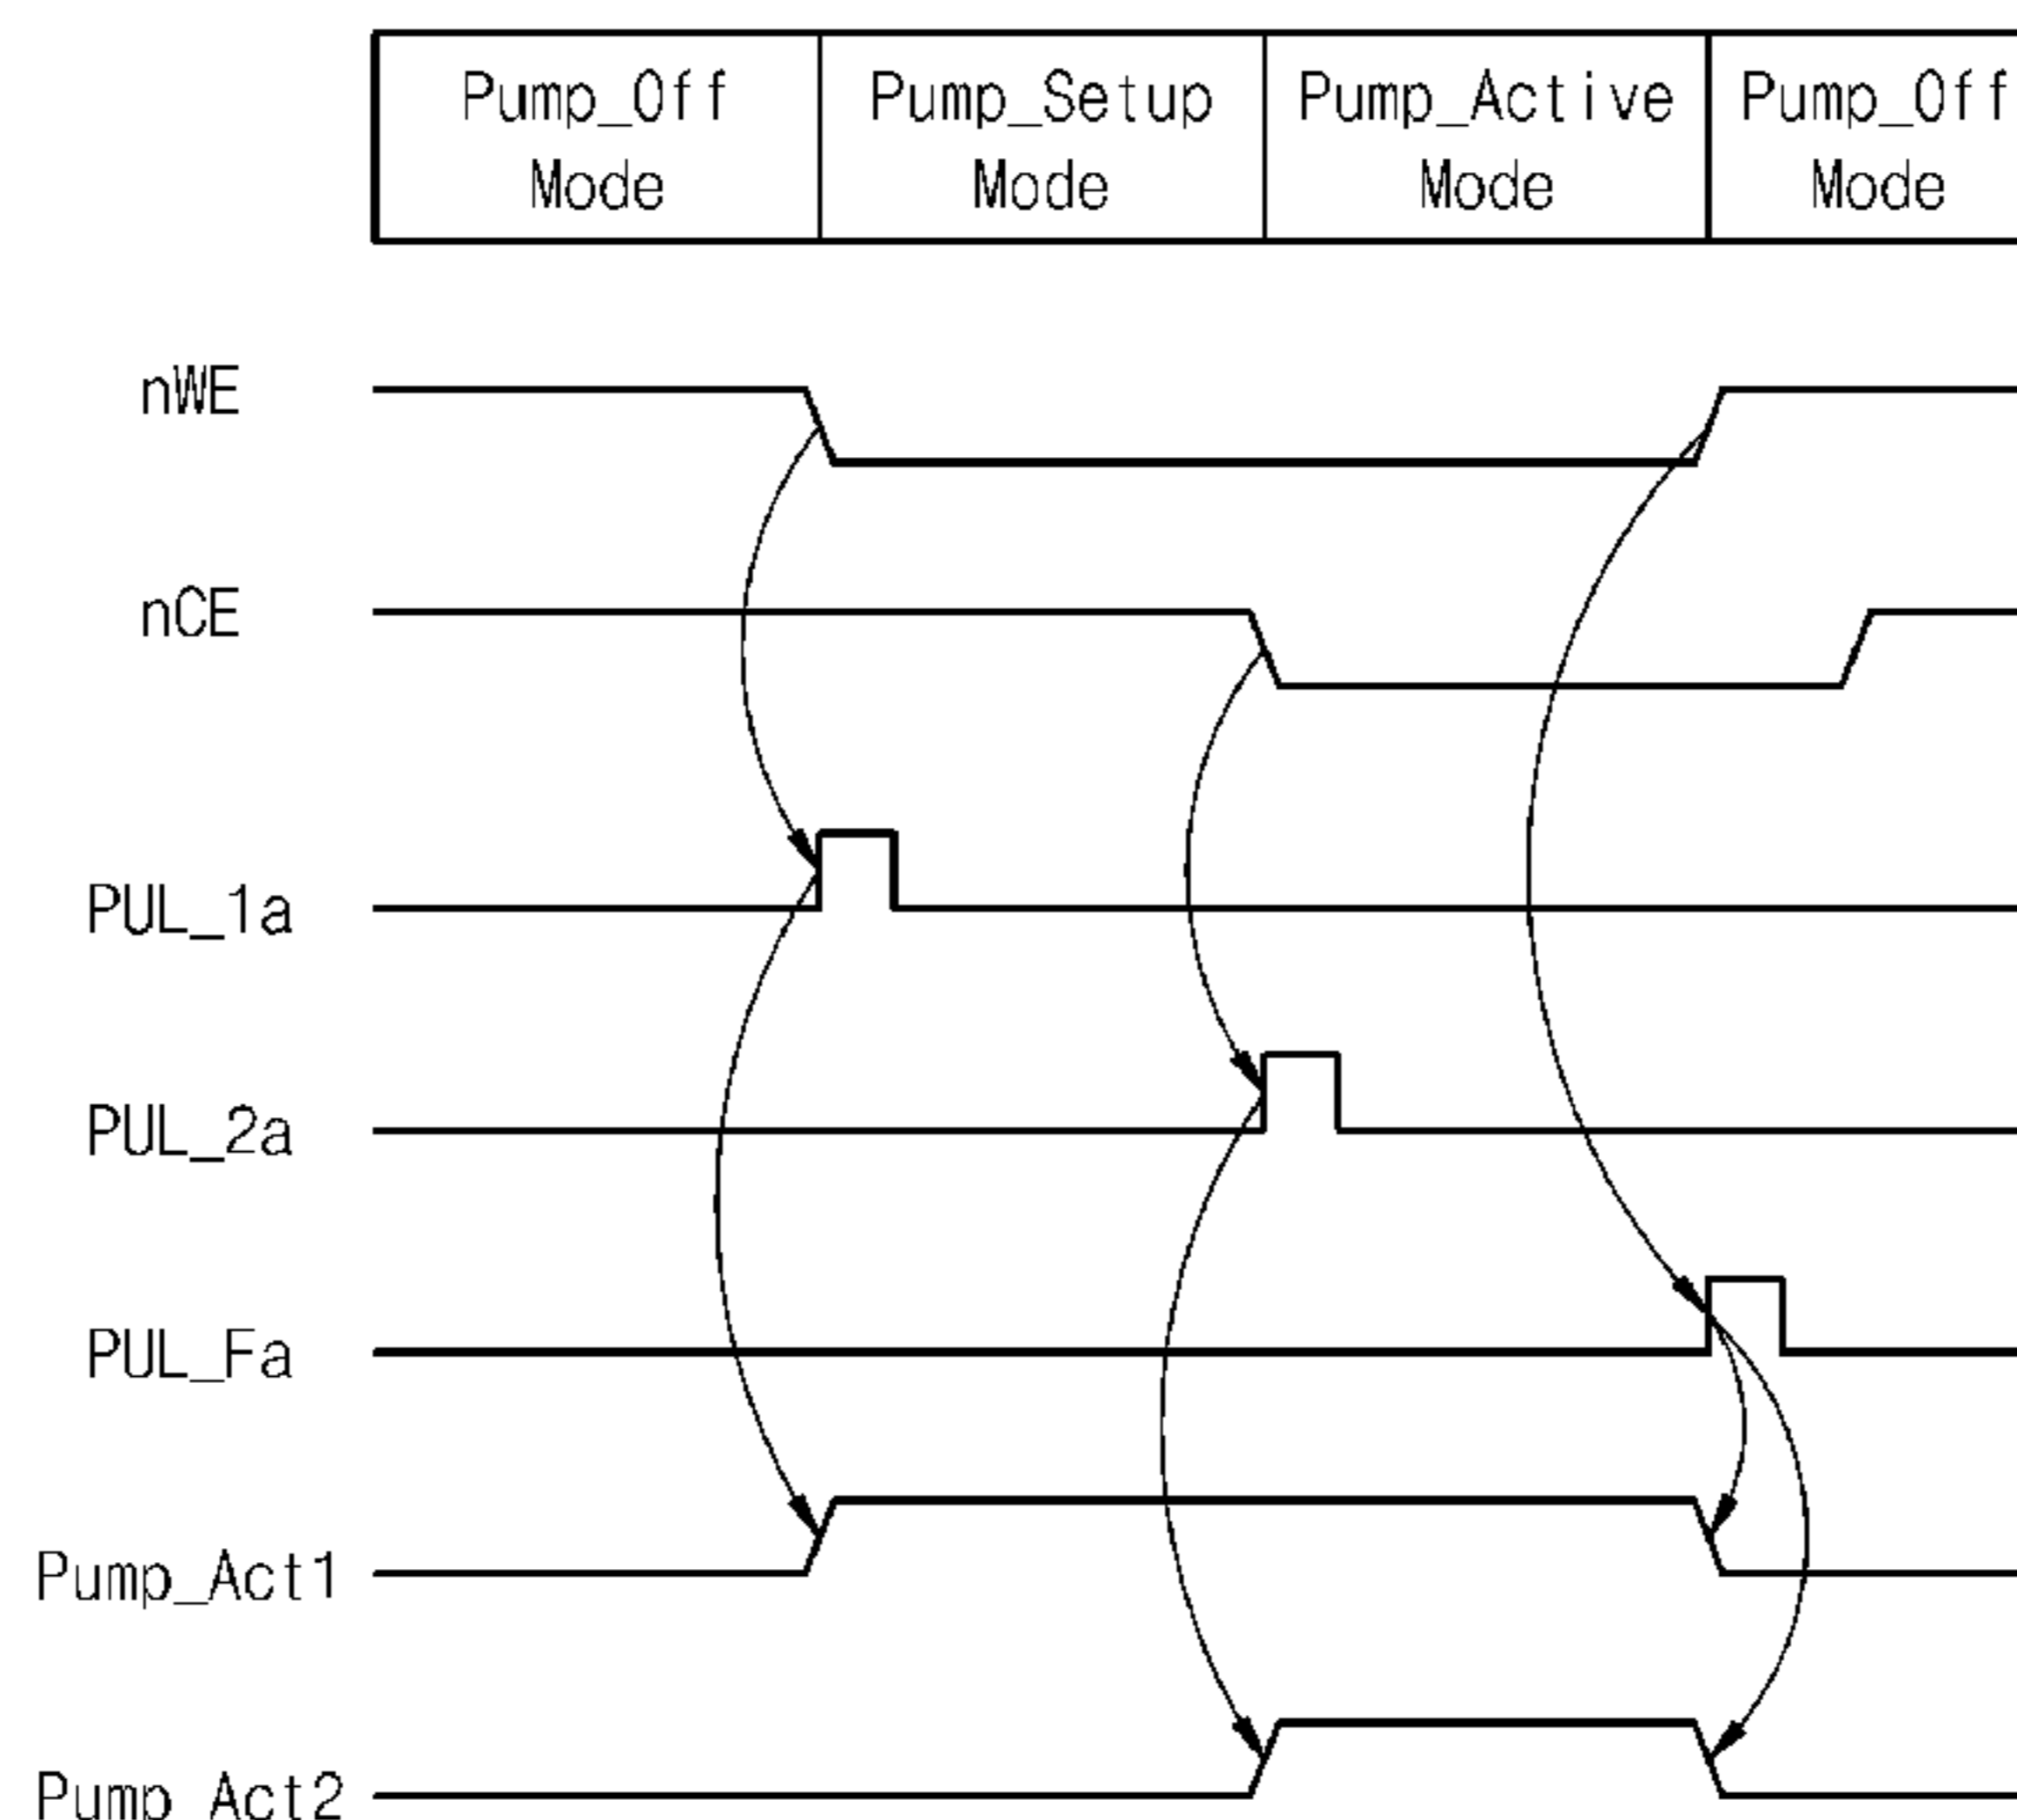 Pump_Off Mode
Pump_Setup Mode
Pump_Active Mode
Pump_Off Mode
nWE
nCE
PUL_1a
PUL_2a
PUL_Fa
Pump_Act1
Pump_Act2